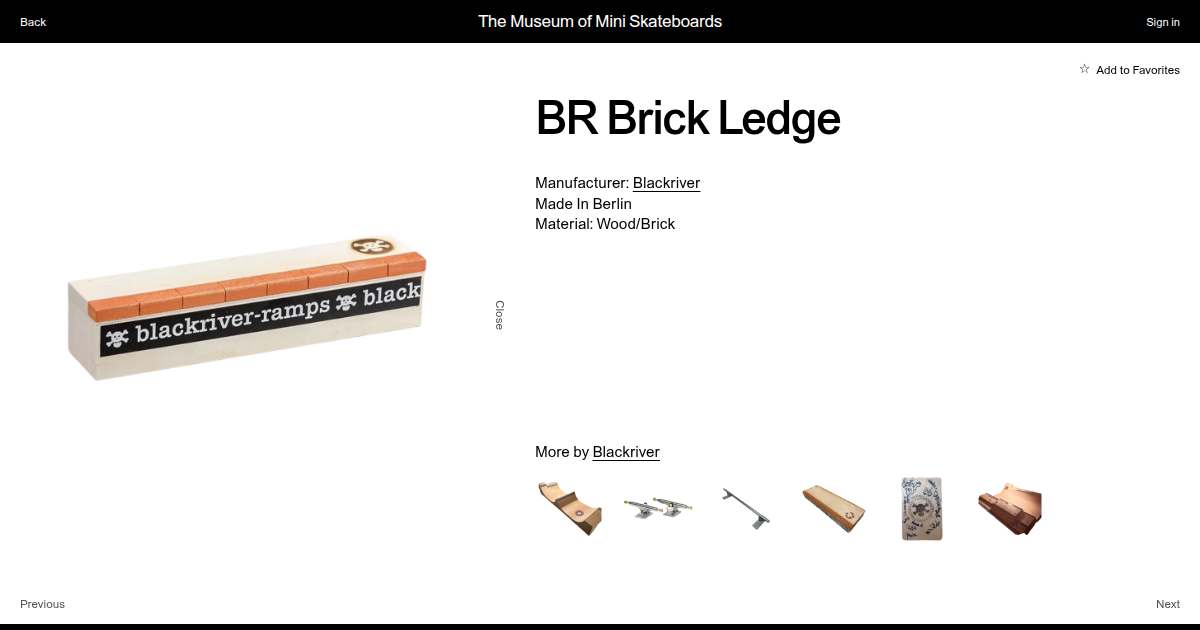 Back
The Museum of Mini Skateboards
Sign in
☆ Add to Favorites
BR Brick Ledge
Manufacturer: Blackriver
Made In Berlin
Material: Wood/Brick
blackriver-ramps black
Close
More by Blackriver
Previous
Next